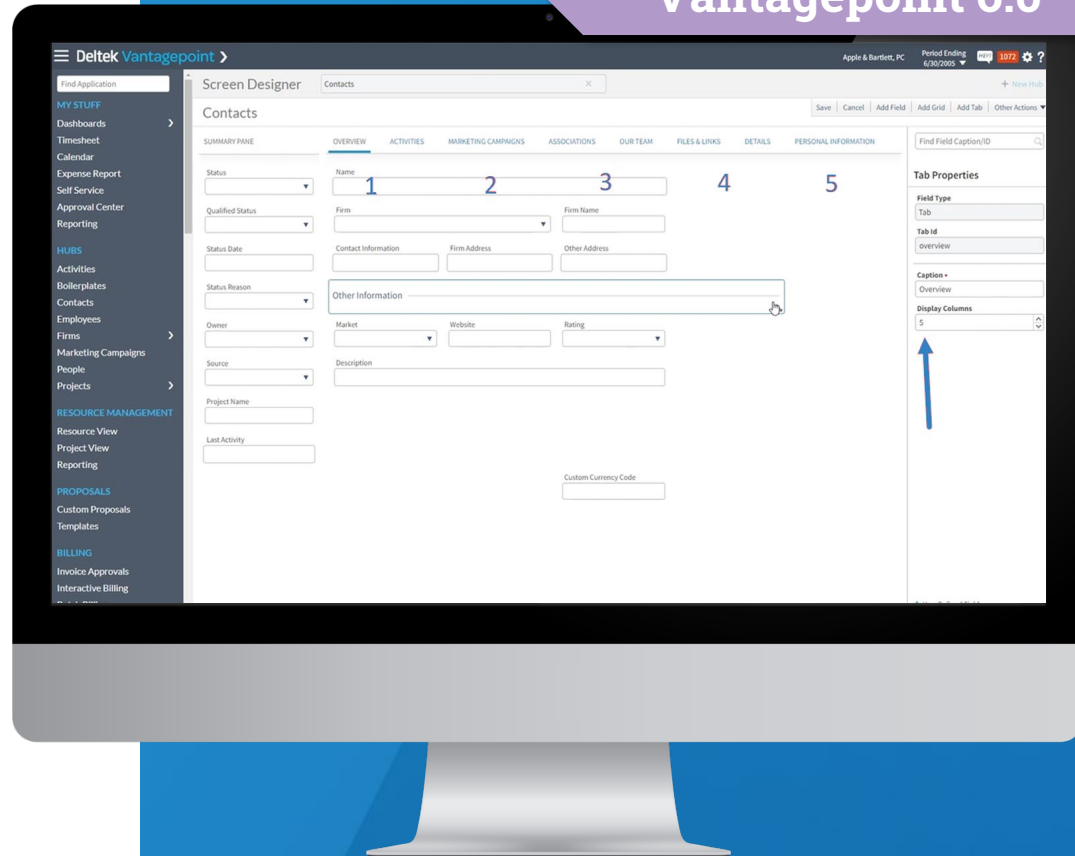 Vantagepoint 6.0
Deltek Vantagepoint
Apple & Bartlett, PC
Period Ending
6/30/2005
1072
?
Find Application
MY STUFF
Dashboards
Timesheet
Calendar
Expense Report
Self Service
Approval Center
Reporting
HUBS
Activities
Boilerplates
Contacts
Employees
Firms
Marketing Campaigns
People
Projects
RESOURCE MANAGEMENT
Resource View
Project View
Reporting
PROPOSALS
Custom Proposals
Templates
BILLING
Invoice Approvals
Interactive Billing
Screen Designer
Contacts
+ New Hub
Contacts
Save Cancel Add Field Add Grid Add Tab Other Actions
SUMMARY PANE
OVERVIEW ACTIVITIES MARKETING CAMPAIGNS ASSOCIATIONS OUR TEAM FILES & LINKS DETAILS PERSONAL INFORMATION
Status
Qualified Status
Status Date
Status Reason
Owner
Source
Project Name
Last Activity
Name
1 2 3 4 5
Firm Firm Name
Contact Information Firm Address Other Address
Other Information
Market Website Rating
Description
Custom Currency Code
Find Field Caption/ID
Tab Properties
Field Type
Tab
Tab Id
overview
Caption
Overview
Display Columns
5